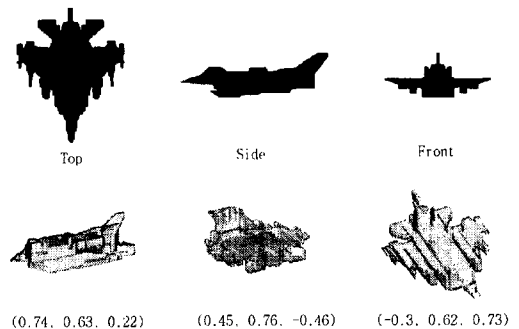 Top
Side
Front
(0.74, 0.63, 0.22)
(0.45, 0.76, -0.46)
(-0.3, 0.62, 0.73)